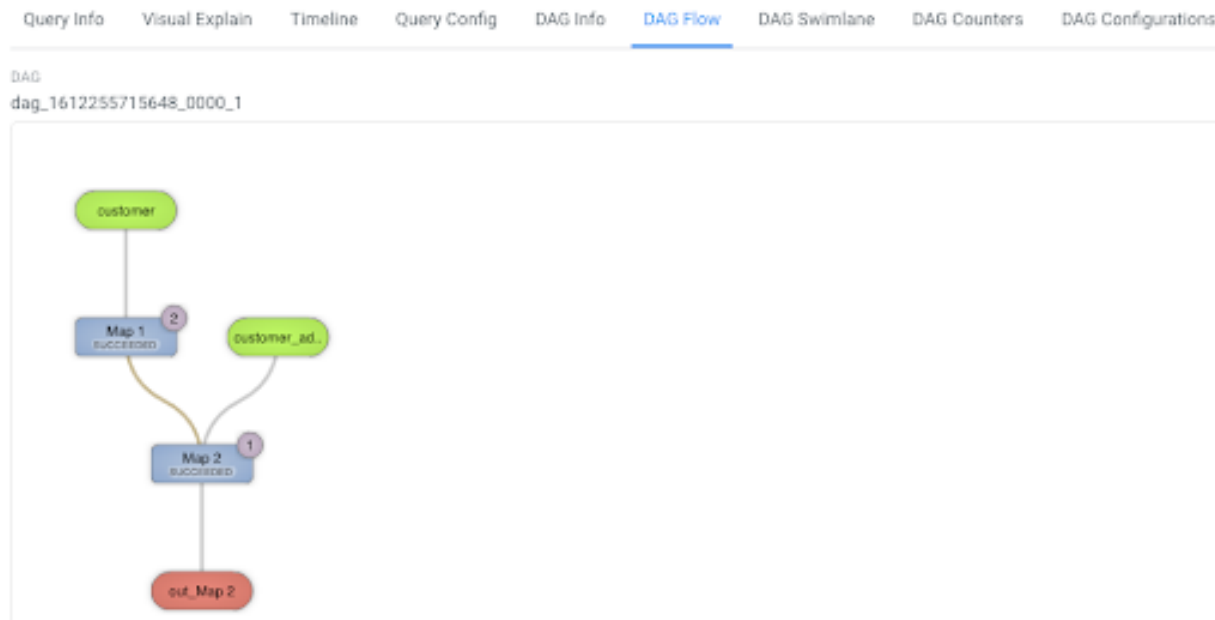 Query Info Visual Explain Timeline Query Config DAG Info DAG Flow DAG Swimlane DAG Counters DAG Configurations
DAG
dag_1612255715648_0000_1
customer
2
Map 1
SUCCEEDED
customer_ad..
1
Map 2
SUCCEEDED
out_Map 2